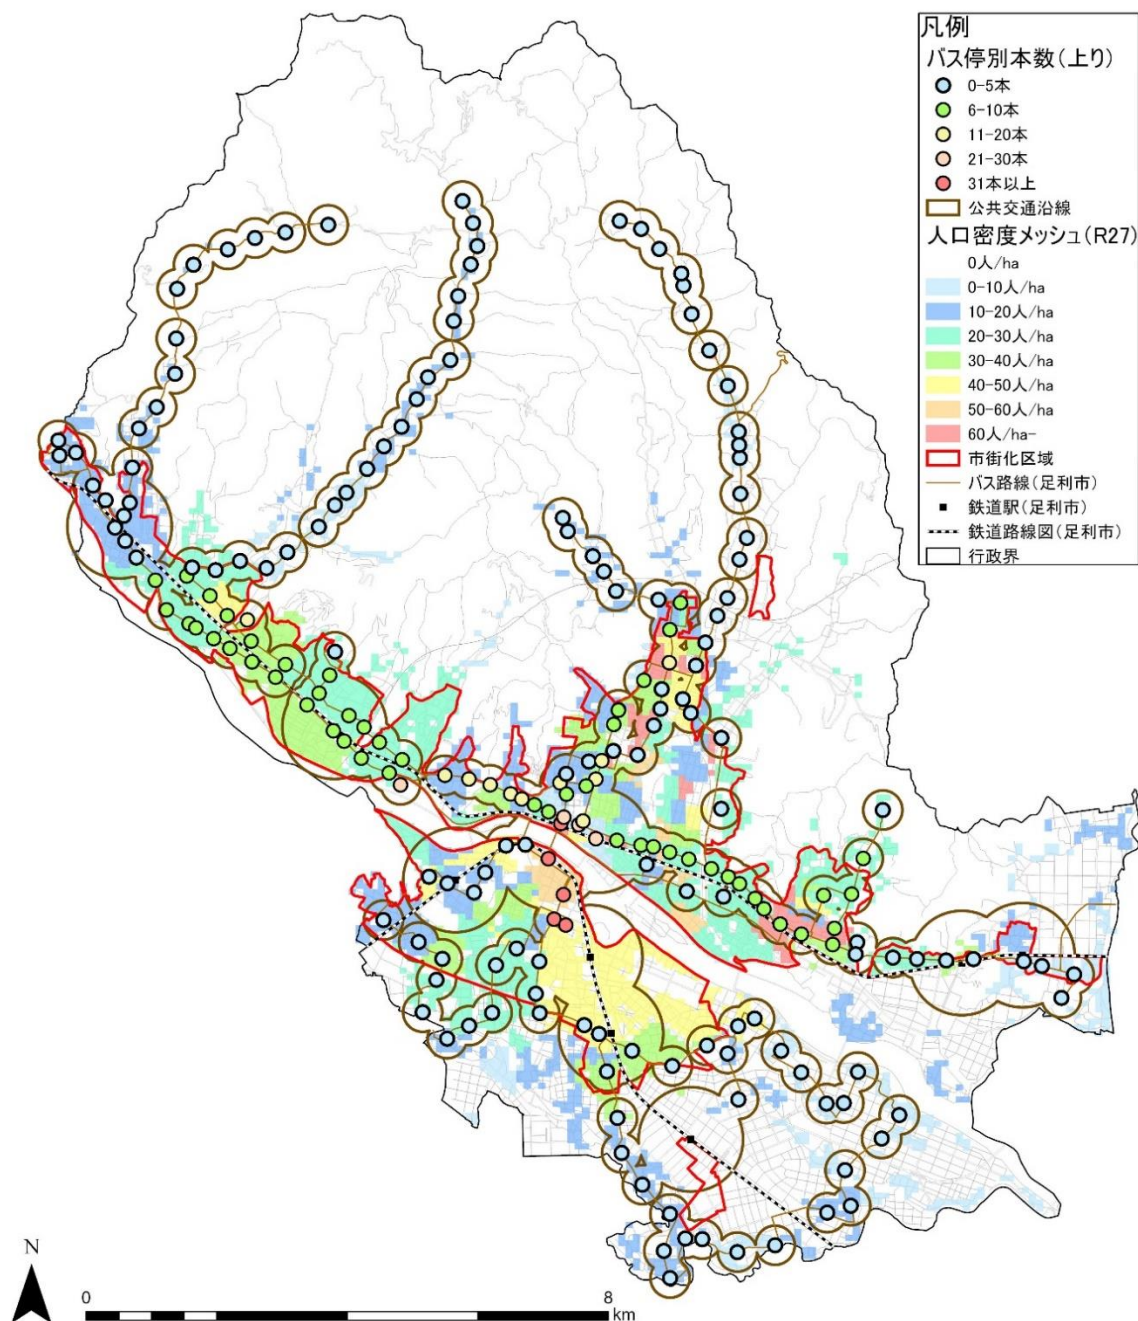 凡例
バス停別本数(上り)
0-5本
6-10本
11-20本
21-30本
31本以上
公共交通沿線
人口密度メッシュ(R27)
0人/ha
0-10人/ha
10-20人/ha
20-30人/ha
30-40人/ha
40-50人/ha
50-60人/ha
60人/ha-
市街化区域
バス路線(足利市)
鉄道駅(足利市)
鉄道路線図(足利市)
行政界
N
0 8
km